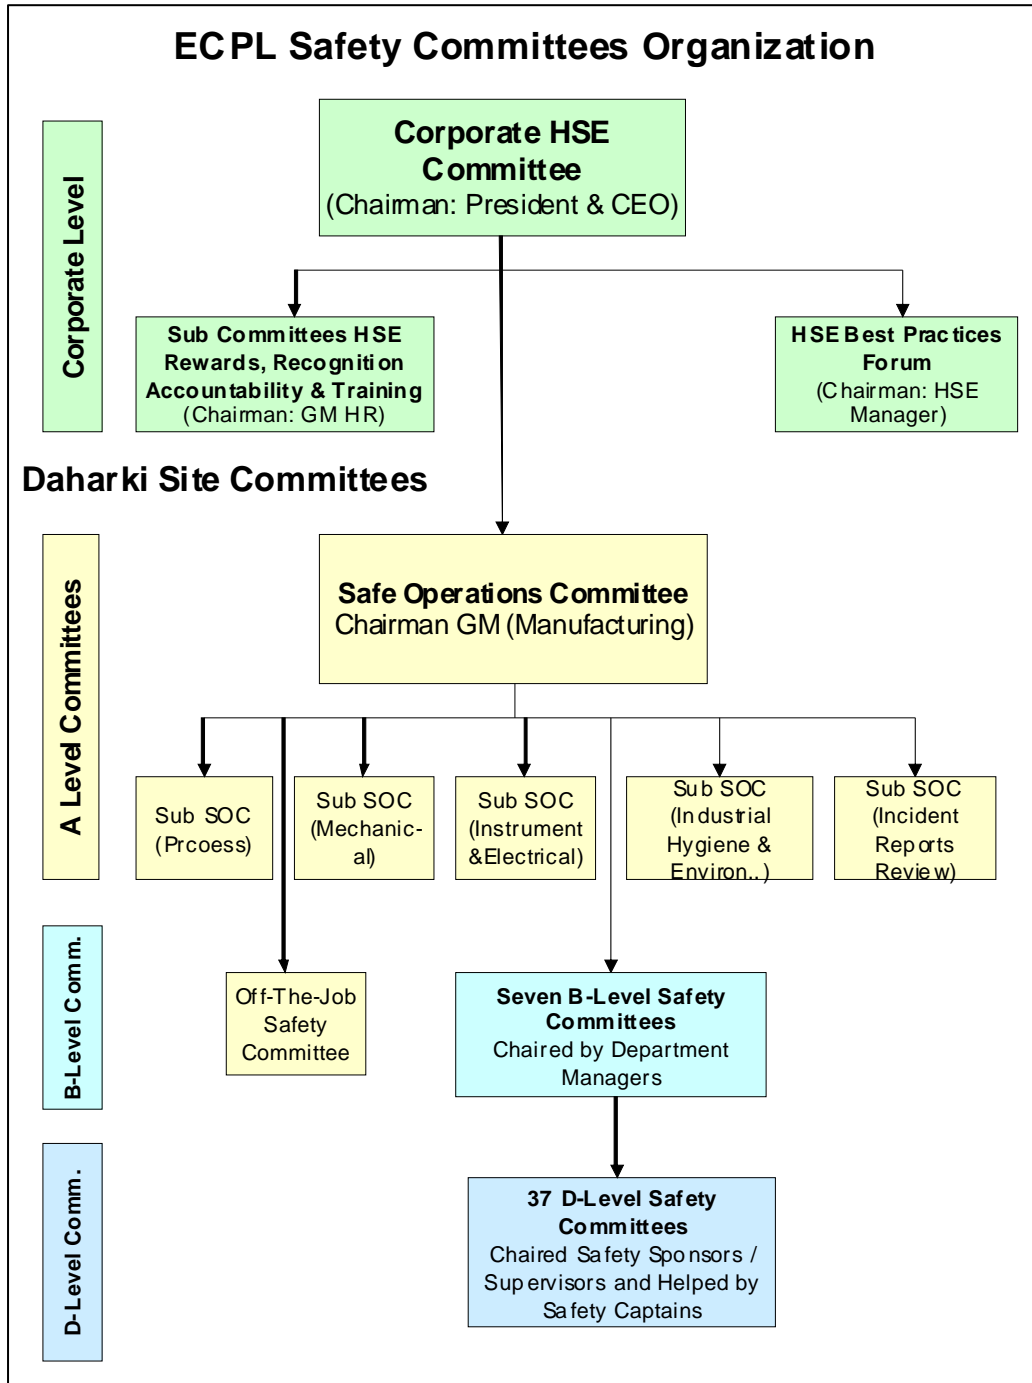 ECPL Safety Committees Organization
Corporate Level
Corporate HSE
Committee
(Chairman: President & CEO)
Sub Committees HSE
Rewards, Recognition
Accountability & Training
(Chairman: GM HR)
HSE Best Practices
Forum
(Chairman: HSE
Manager)
Daharki Site Committees
A Level Committees
Safe Operations Committee
Chairman GM (Manufacturing)
Sub SOC
(Prcoess)
Sub SOC
(Mechanic-
al)
Sub SOC
(Instrument
&Electrical)
Sub SOC
(Industrial
Hygiene &
Environ..)
Sub SOC
(Incident
Reports
Review)
B-Level Comm.
Off-The-Job
Safety
Committee
Seven B-Level Safety
Committees
Chaired by Department
Managers
D-Level Comm.
37 D-Level Safety
Committees
Chaired Safety Sponsors /
Supervisors and Helped by
Safety Captains